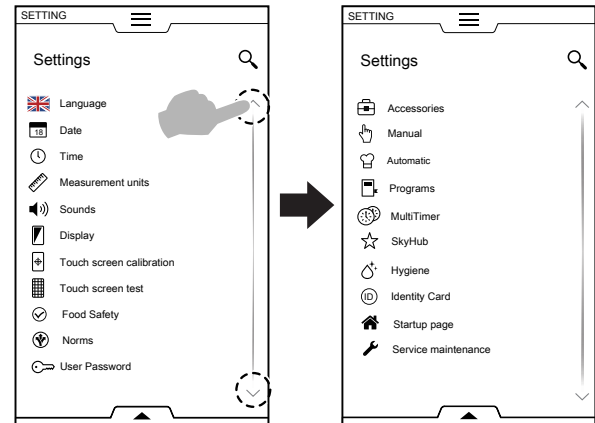 SETTING
Settings
Language
18
Date
Time
Measurement units
Sounds
Display
Touch screen calibration
Touch screen test
Food Safety
Norms
User Password
SETTING
Settings
Accessories
Manual
Automatic
Programs
MultiTimer
SkyHub
Hygiene
ID
Identity Card
Startup page
Service maintenance